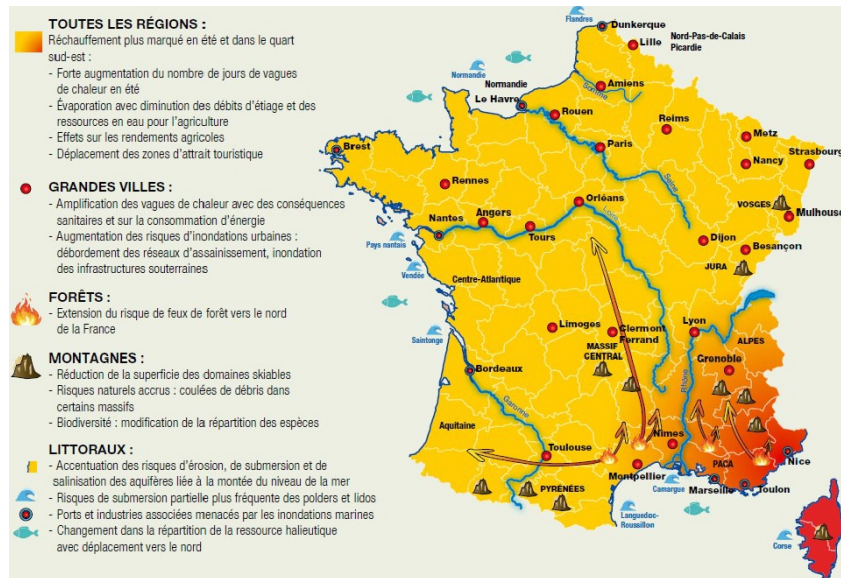 TOUTES LES RÉGIONS :
Réchauffement plus marqué en été et dans le quart
sud-est :
- Forte augmentation du nombre de jours de vagues
de chaleur en été
- Évaporation avec diminution des débits d'étiage et des
ressources en eau pour l'agriculture
- Effets sur les rendements agricoles
- Déplacement des zones d'attrait touristique
GRANDES VILLES :
- Amplification des vagues de chaleur avec des conséquences
sanitaires et sur la consommation d'énergie
- Augmentation des risques d'inondations urbaines :
débordement des réseaux d'assainissement, inondation
des infrastructures souterraines
FORÊTS :
- Extension du risque de feux de forêt vers le nord
de la France
MONTAGNES :
- Réduction de la superficie des domaines skiables
- Risques naturels accrus : coulées de débris dans
certains massifs
- Biodiversité : modification de la répartition des espèces
LITTORAUX :
- Accentuation des risques d'érosion, de submersion et de
salinisation des aquifères liée à la montée du niveau de la mer
- Risques de submersion partielle plus fréquente des polders et lidos
- Ports et industries associées menacés par les inondations marines
- Changement dans la répartition de la ressource halieutique
avec déplacement vers le nord
Flandres
Dunkerque
Lille
Nord-Pas-de-Calais
Picardie
Normandie
Normandie
Le Havre
Amiens
Somme
Rouen
Reims
Metz
Paris
Nancy
Strasbourg
Brest
Rennes
Seine
VOSGES
Mulhouse
Orléans
Loire
Nantes
Angers
Tours
Dijon
Besançon
Pays nantais
JURA
Vendée
Centre-Atlantique
Limoges
Clermont
Ferrand
Lyon
ALPES
Saintonge
MASSIF
CENTRAL
Grenoble
Bordeaux
Rhône
Garonne
Aquitaine
Toulouse
Nîmes
Montpellier
PACA
Nice
Camargue
Marseille
Toulon
PYRÉNÉES
Languedoc-
Roussillon
Corse